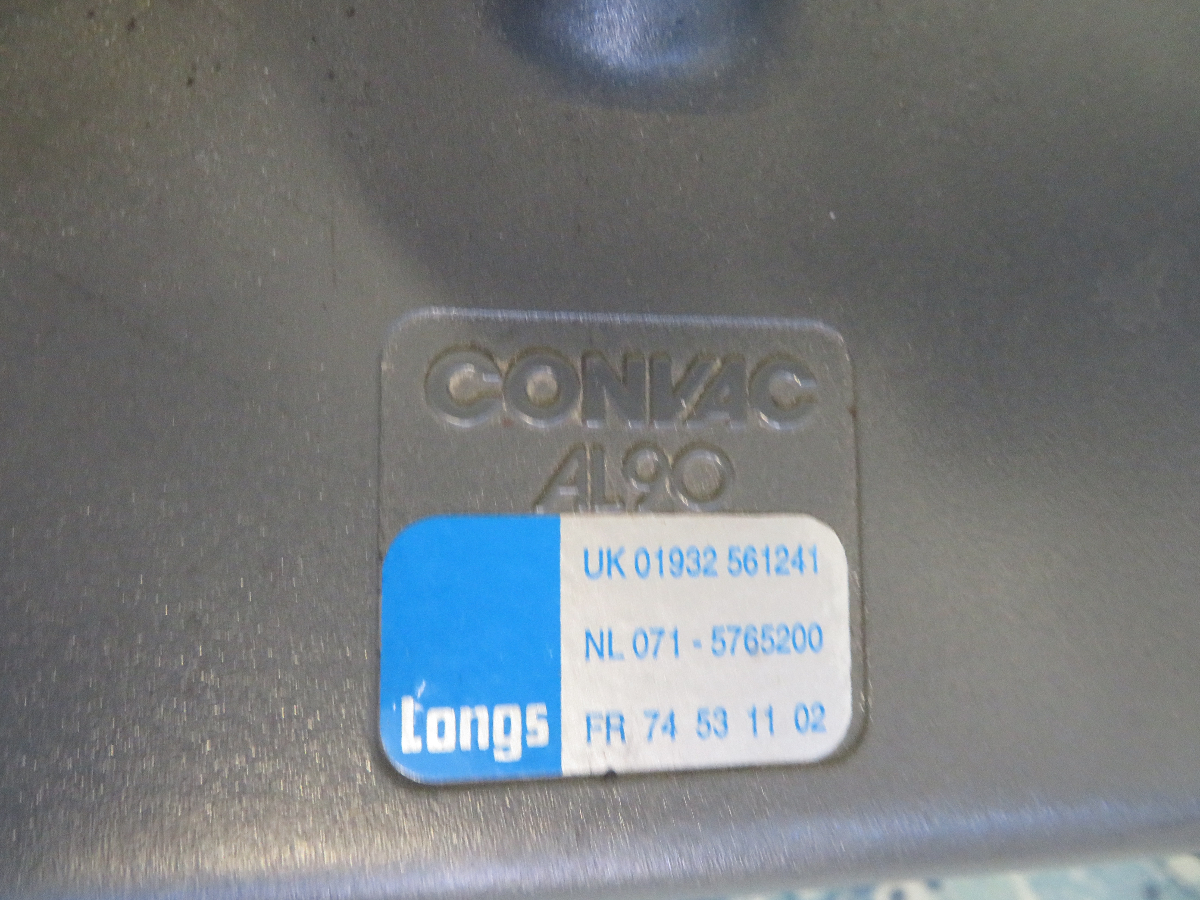 CONVAC
AL90
UK 01932 561241
NL 071 - 5765200
Longs
FR 74 53 11 02